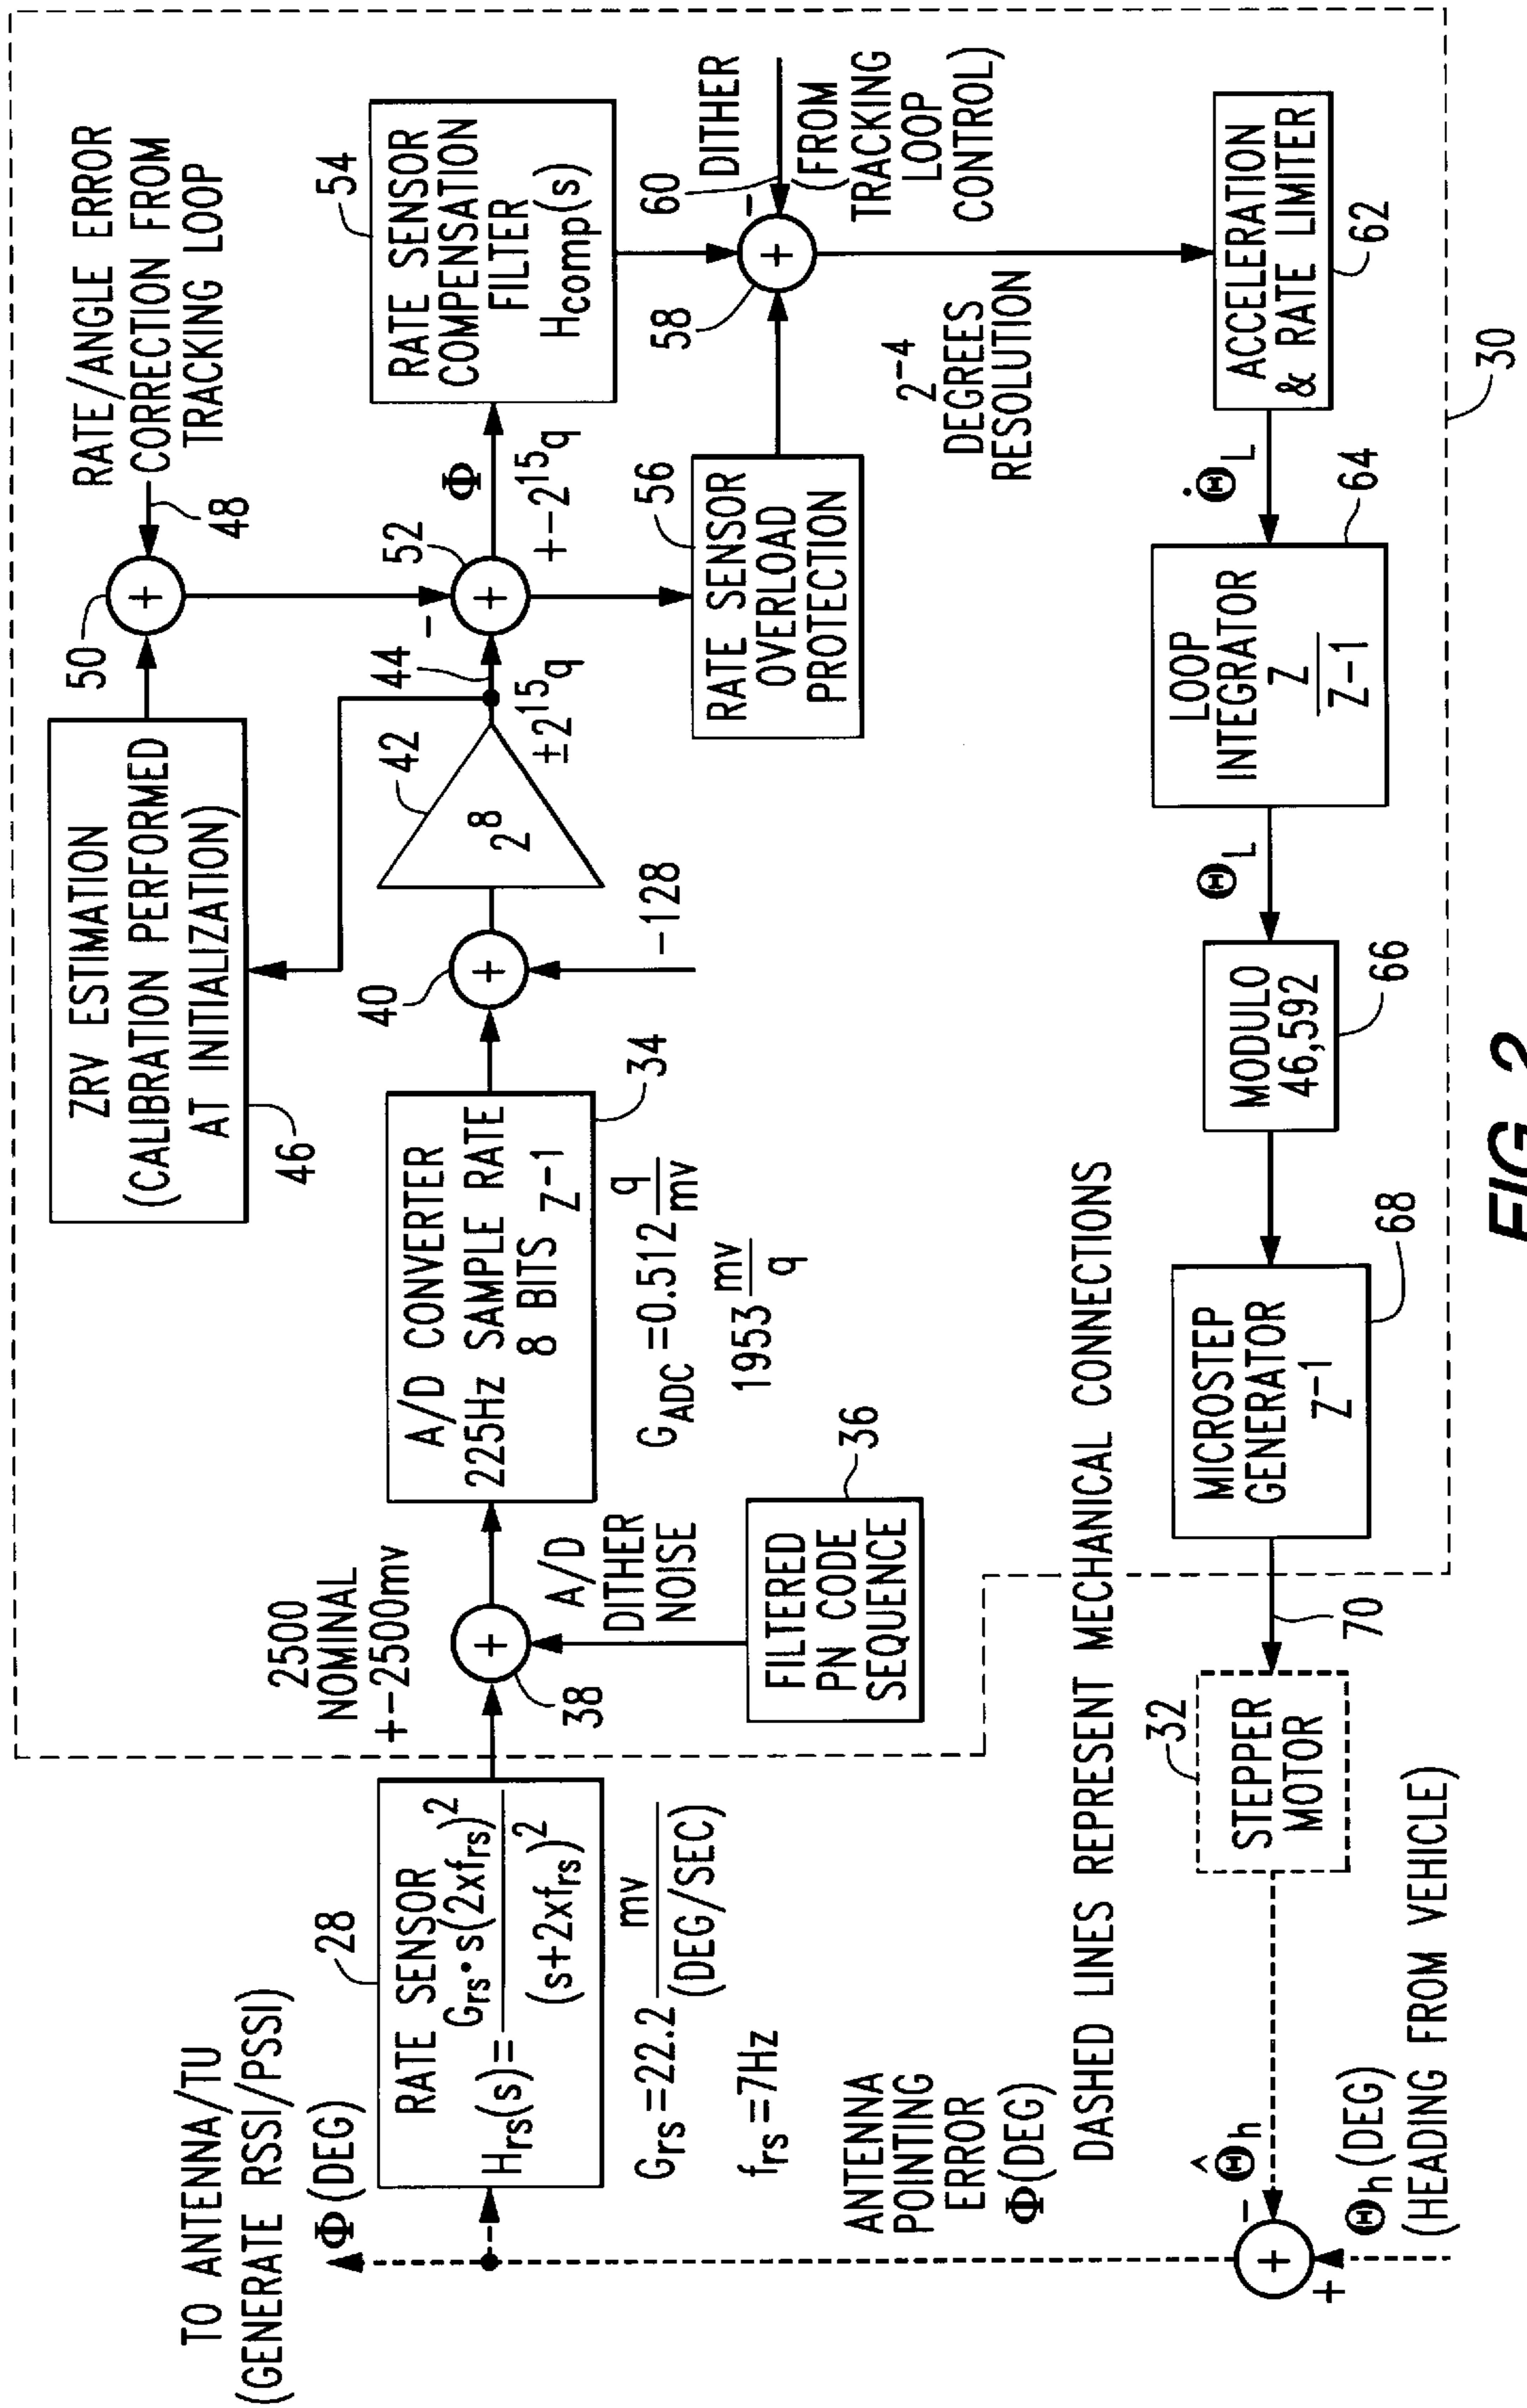 TO ANTENNA/TU
(GENERATE RSSI/PSSI)
Φ (DEG)
28
RATE SENSOR
Hrs(s)= Grs•s(2xfrs)² / (s+2xfrs)²
Grs=22.2 mv/(DEG/SEC)
frs=7Hz
2500
NOMINAL
+-2500mv
38
A/D
DITHER
NOISE
FILTERED
PN CODE
SEQUENCE
36
A/D CONVERTER
225Hz SAMPLE RATE
8 BITS Z⁻¹
34
G ADC =0.512 q/mv
1953 mv/q
40
-128
42
2⁸
44
±2¹⁵q
ZRV ESTIMATION
(CALIBRATION PERFORMED
AT INITIALIZATION)
46
50
RATE/ANGLE ERROR
CORRECTION FROM
TRACKING LOOP
48
52
-
Φ
+-2¹⁵q
54
RATE SENSOR
COMPENSATION
FILTER
Hcomp(s)
56
RATE SENSOR
OVERLOAD
PROTECTION
58
60
DITHER
(FROM
TRACKING
LOOP
CONTROL)
-
2⁻⁴
DEGREES
RESOLUTION
ACCELERATION
& RATE LIMITER
62
Θ̇L
64
LOOP
INTEGRATOR
Z
Z-1
ΘL
MODULO
46,592
66
MICROSTEP
GENERATOR
Z⁻¹
68
70
32
STEPPER
MOTOR
30
DASHED LINES REPRESENT MECHANICAL CONNECTIONS
ANTENNA
POINTING
ERROR
Φ(DEG)
Θ̂h
-
+
Θh(DEG)
(HEADING FROM VEHICLE)
FIG. 2